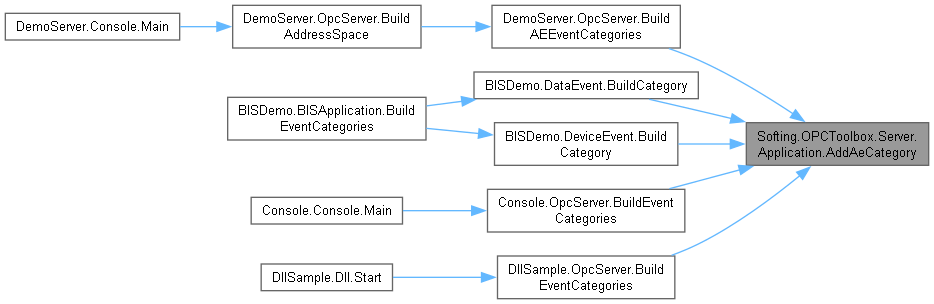 DemoServer.Console.Main
DemoServer.OpcServer.Build
AddressSpace
DemoServer.OpcServer.Build
AEEventCategories
BISDemo.BISApplication.Build
EventCategories
BISDemo.DataEvent.BuildCategory
BISDemo.DeviceEvent.Build
Category
Softing.OPCToolbox.Server.
Application.AddAeCategory
Console.Console.Main
Console.OpcServer.BuildEvent
Categories
DllSample.Dll.Start
DllSample.OpcServer.Build
EventCategories